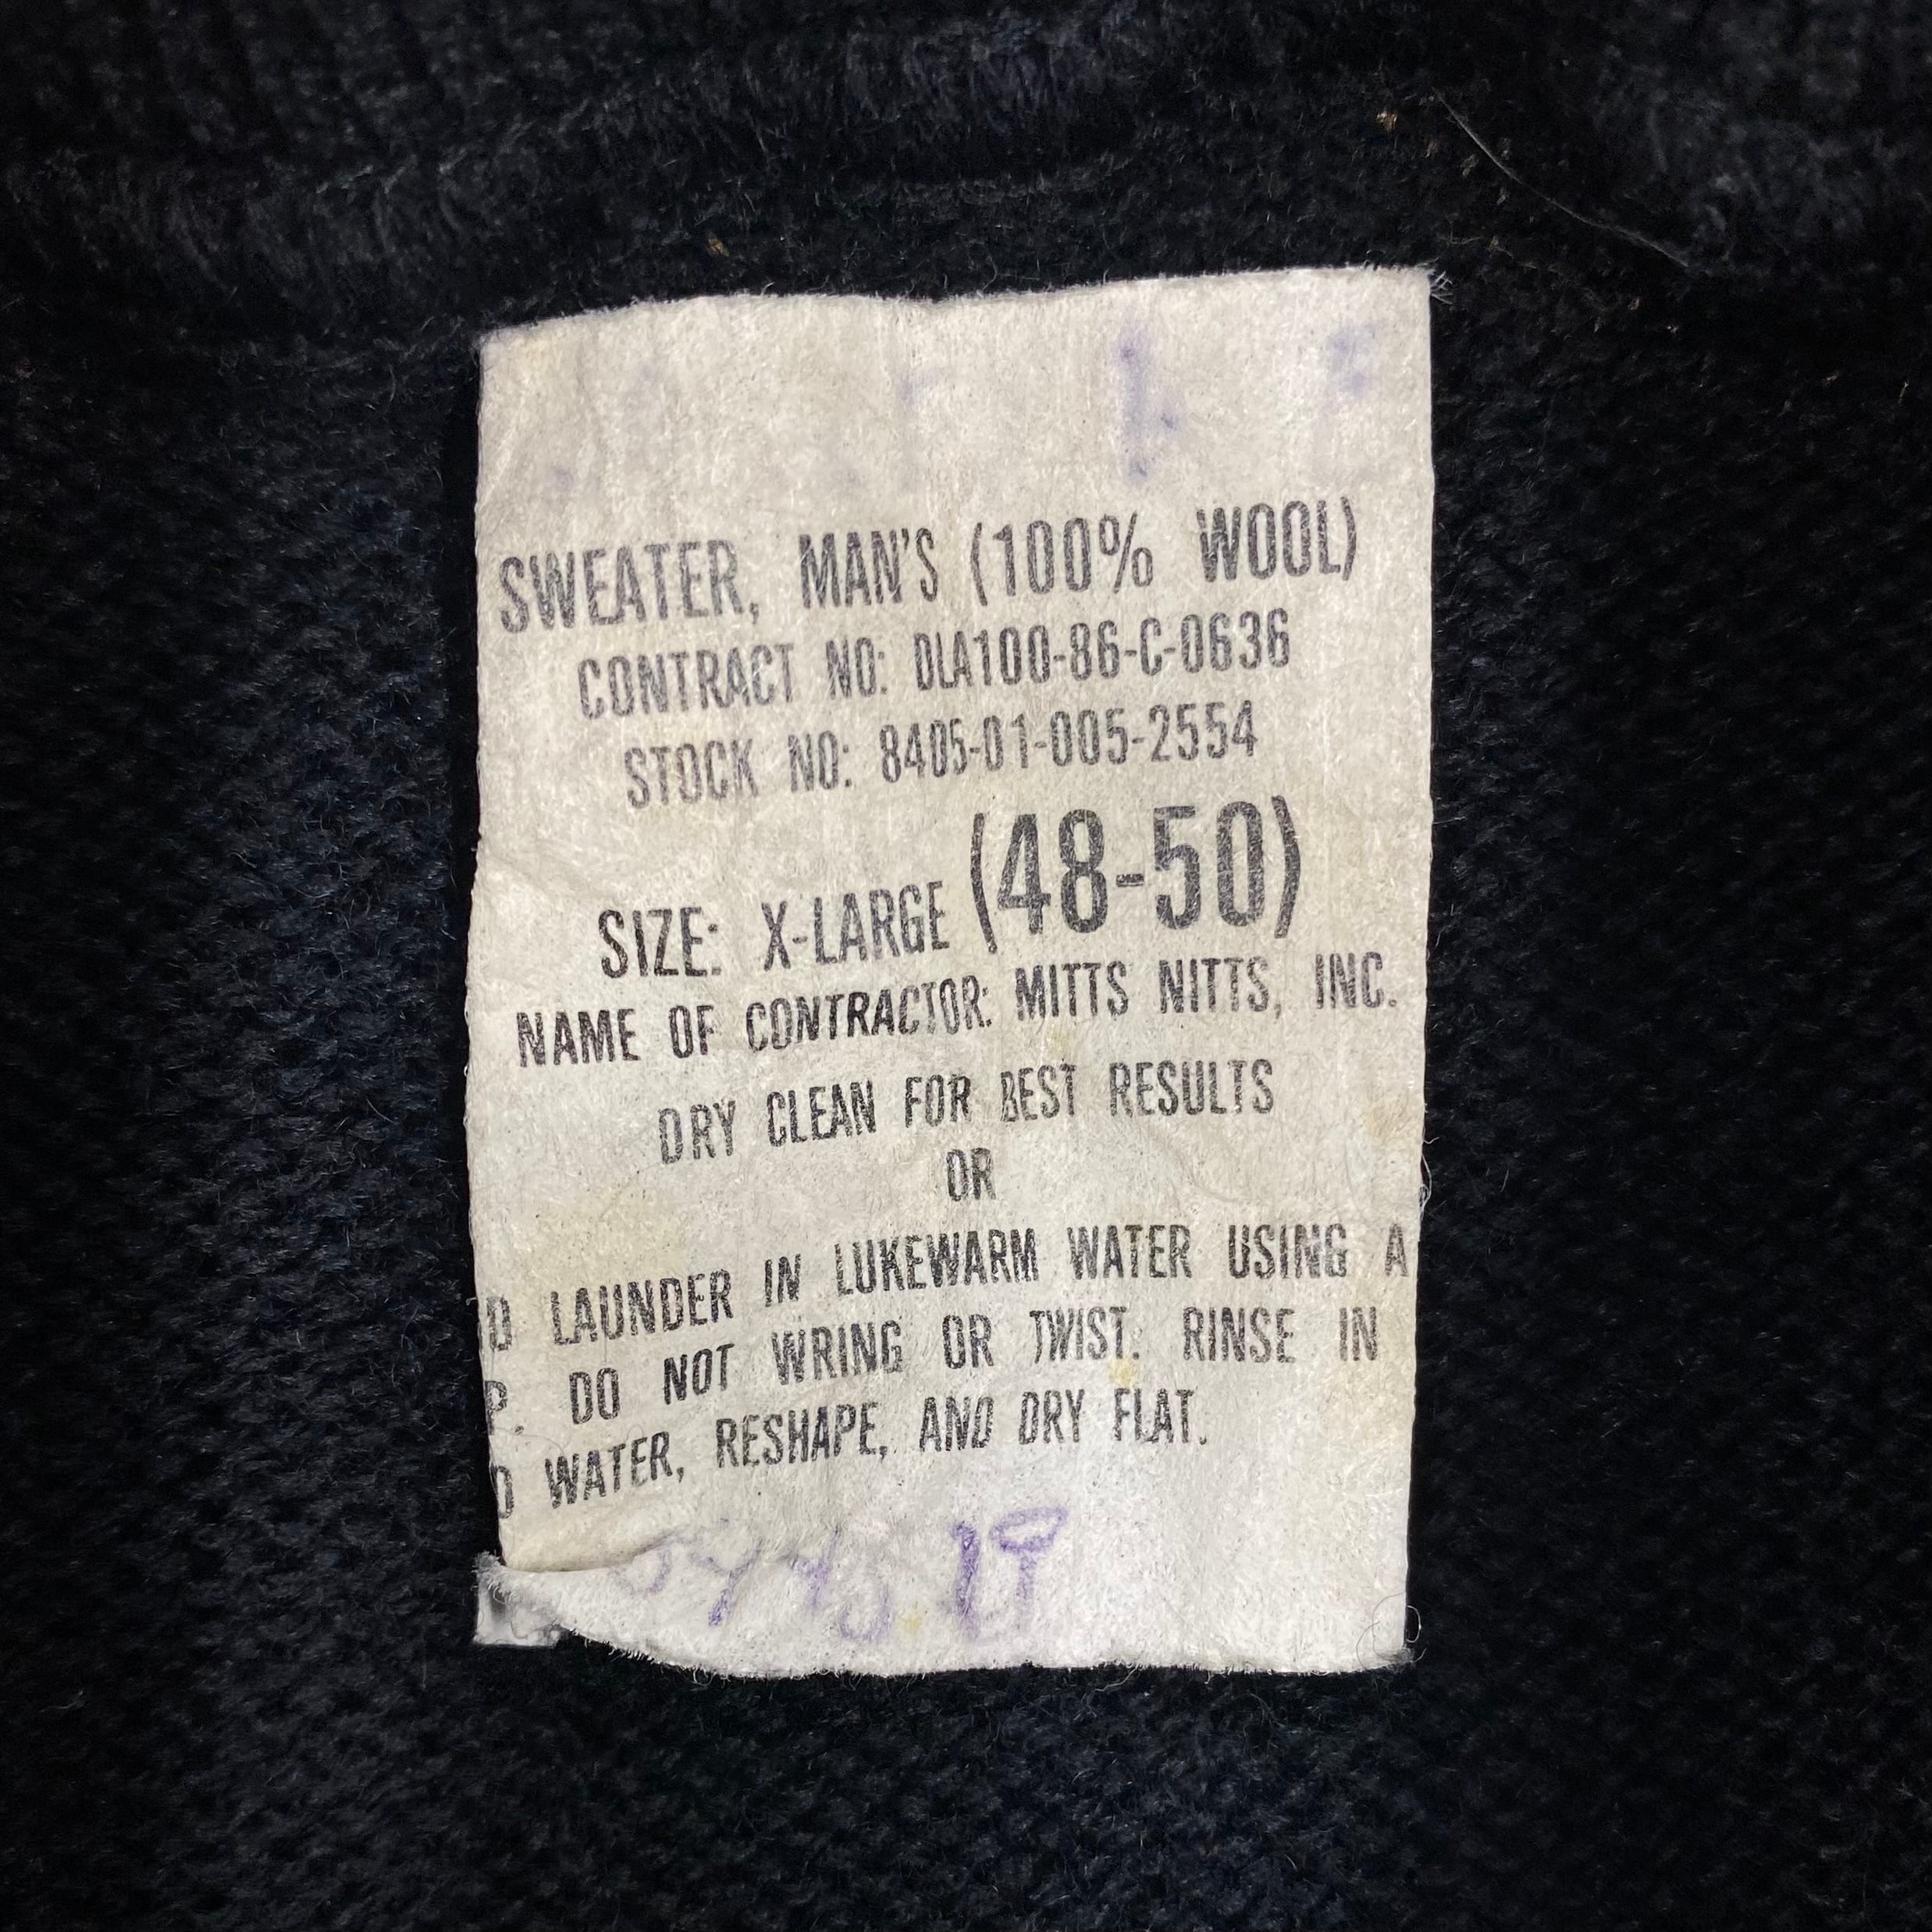 SWEATER, MAN'S (100% WOOL)
CONTRACT NO: DLA100-86-C-0636
STOCK NO: 8405-01-005-2554
SIZE: X-LARGE (48-50)
NAME OF CONTRACTOR: MITTS NITTS, INC.
DRY CLEAN FOR BEST RESULTS
OR
D LAUNDER IN LUKEWARM WATER USING A
P. DO NOT WRING OR TWIST. RINSE IN
D WATER, RESHAPE, AND DRY FLAT.